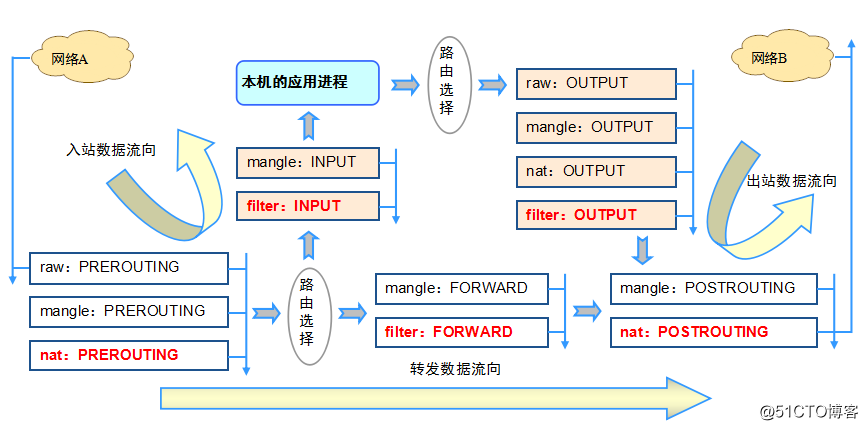 网络A
本机的应用进程
路由选择
网络B
raw：OUTPUT
mangle：OUTPUT
nat：OUTPUT
filter：OUTPUT
入站数据流向
mangle：INPUT
filter：INPUT
出站数据流向
raw：PREROUTING
mangle：PREROUTING
nat：PREROUTING
路由选择
mangle：FORWARD
filter：FORWARD
mangle：POSTROUTING
nat：POSTROUTING
转发数据流向
@51CTO博客